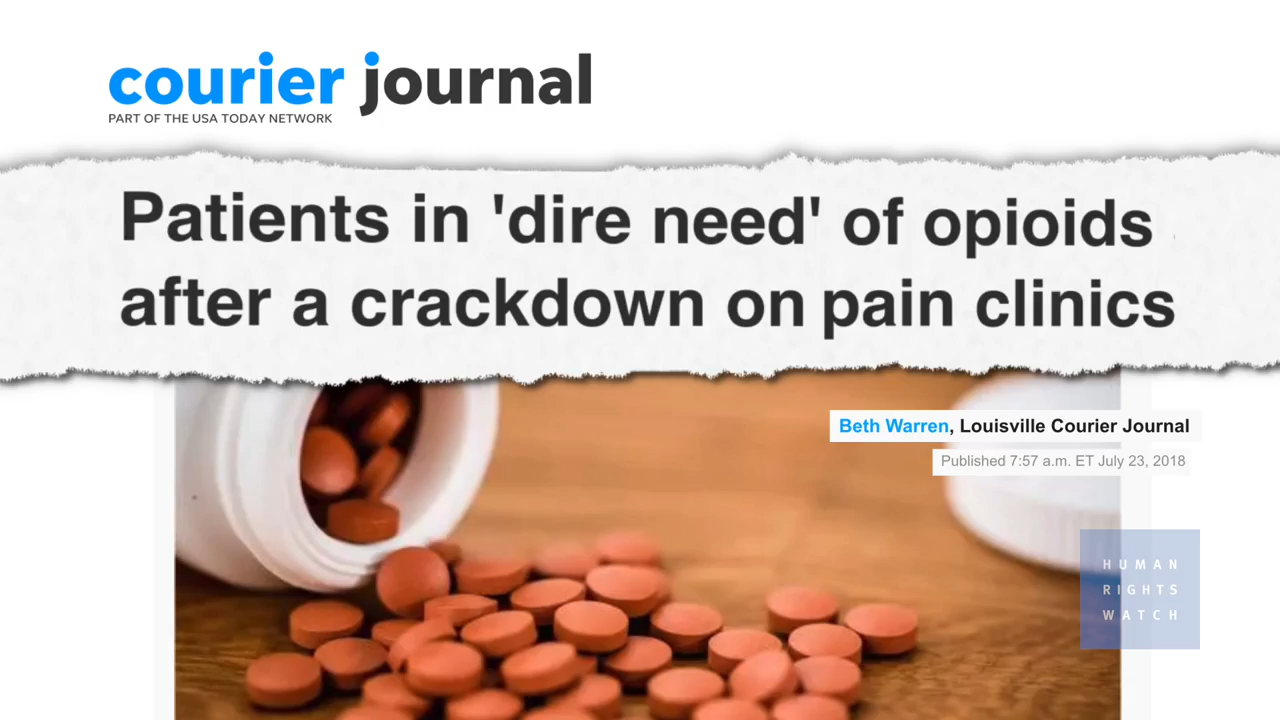 courier journal
PART OF THE USA TODAY NETWORK
Patients in 'dire need' of opioids
after a crackdown on pain clinics
Beth Warren, Louisville Courier Journal
Published 7:57 a.m. ET July 23, 2018
HUMAN
RIGHTS
WATCH